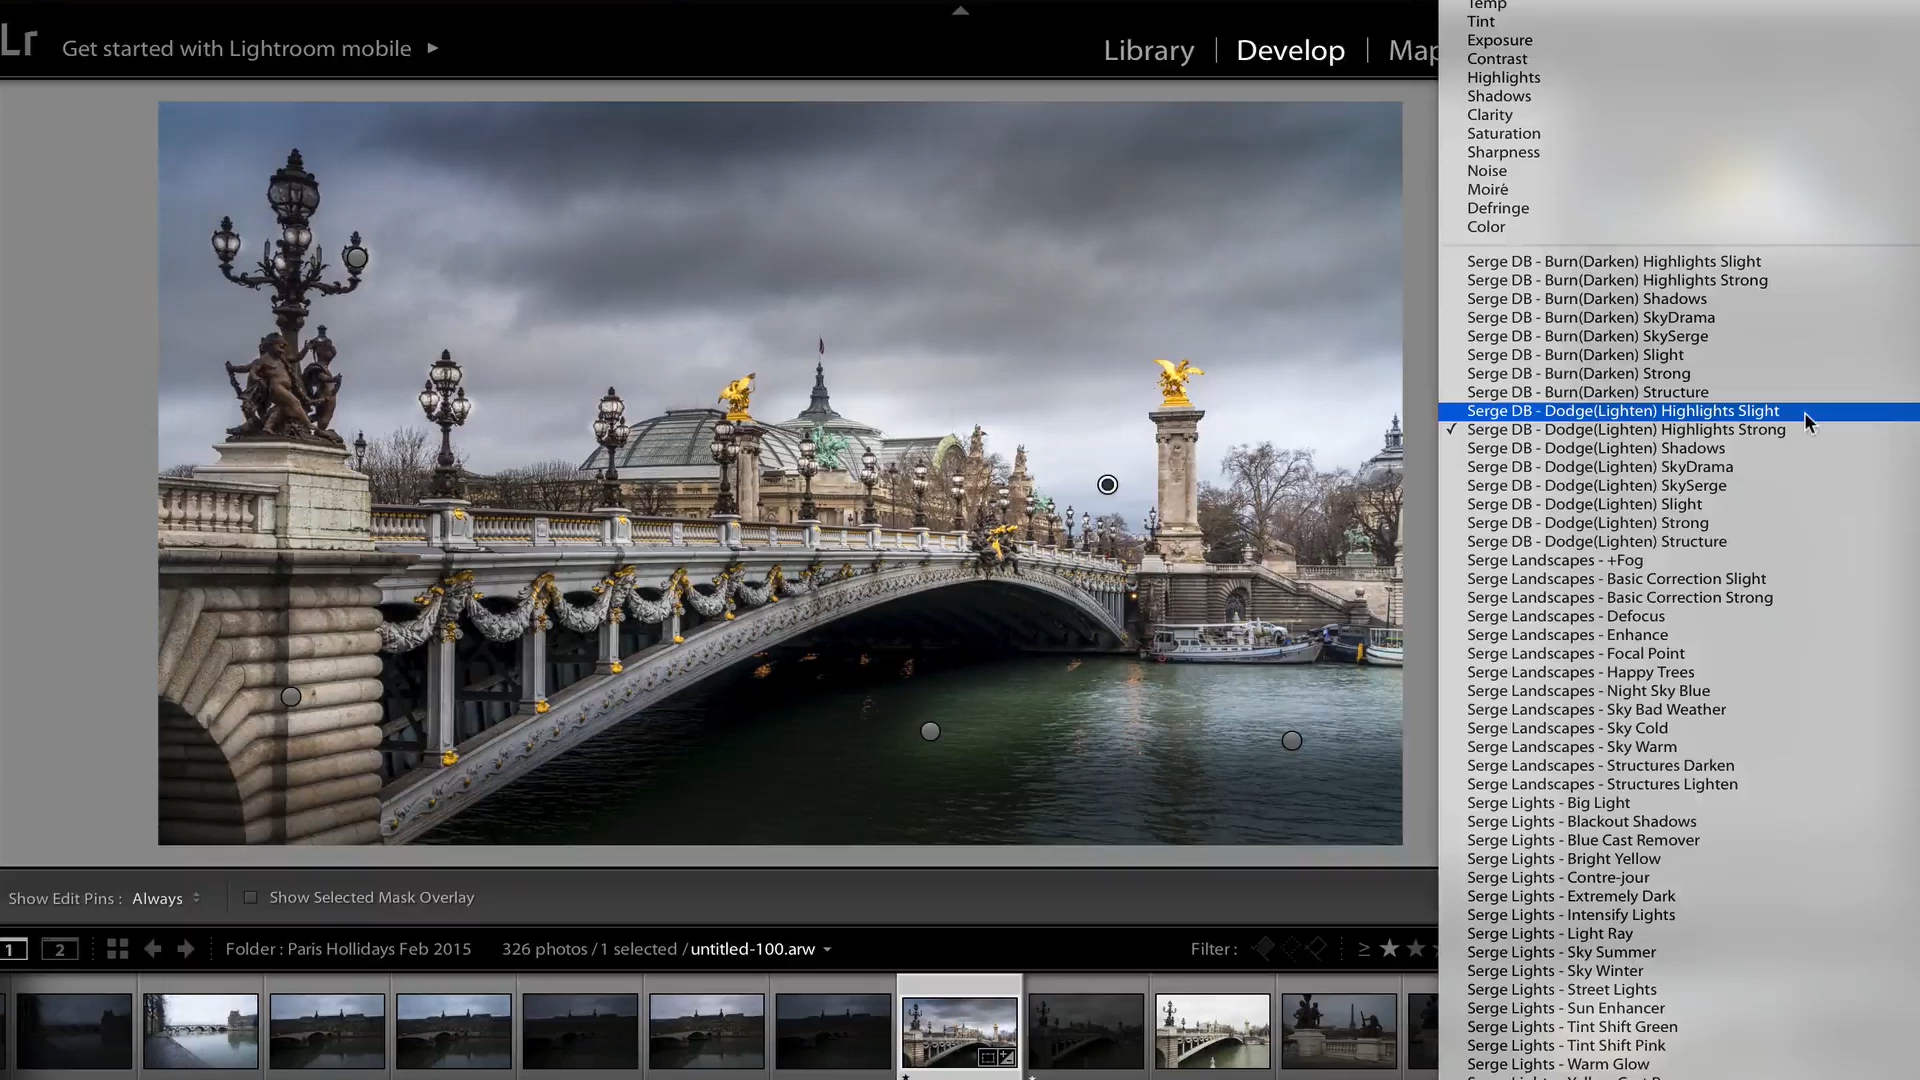 Lr Get started with Lightroom mobile
Library | Develop | Map
Temp
Tint
Exposure
Contrast
Highlights
Shadows
Clarity
Saturation
Sharpness
Noise
Moiré
Defringe
Color
Serge DB - Burn(Darken) Highlights Slight
Serge DB - Burn(Darken) Highlights Strong
Serge DB - Burn(Darken) Shadows
Serge DB - Burn(Darken) SkyDrama
Serge DB - Burn(Darken) SkySerge
Serge DB - Burn(Darken) Slight
Serge DB - Burn(Darken) Strong
Serge DB - Burn(Darken) Structure
Serge DB - Dodge(Lighten) Highlights Slight
✓ Serge DB - Dodge(Lighten) Highlights Strong
Serge DB - Dodge(Lighten) Shadows
Serge DB - Dodge(Lighten) SkyDrama
Serge DB - Dodge(Lighten) SkySerge
Serge DB - Dodge(Lighten) Slight
Serge DB - Dodge(Lighten) Strong
Serge DB - Dodge(Lighten) Structure
Serge Landscapes - +Fog
Serge Landscapes - Basic Correction Slight
Serge Landscapes - Basic Correction Strong
Serge Landscapes - Defocus
Serge Landscapes - Enhance
Serge Landscapes - Focal Point
Serge Landscapes - Happy Trees
Serge Landscapes - Night Sky Blue
Serge Landscapes - Sky Bad Weather
Serge Landscapes - Sky Cold
Serge Landscapes - Sky Warm
Serge Landscapes - Structures Darken
Serge Landscapes - Structures Lighten
Serge Lights - Big Light
Serge Lights - Blackout Shadows
Serge Lights - Blue Cast Remover
Serge Lights - Bright Yellow
Serge Lights - Contre-jour
Serge Lights - Extremely Dark
Serge Lights - Intensify Lights
Serge Lights - Light Ray
Serge Lights - Sky Summer
Serge Lights - Sky Winter
Serge Lights - Street Lights
Serge Lights - Sun Enhancer
Serge Lights - Tint Shift Green
Serge Lights - Tint Shift Pink
Serge Lights - Warm Glow
Show Edit Pins : Always Show Selected Mask Overlay
1 2 Folder : Paris Hollidays Feb 2015 326 photos / 1 selected / untitled-100.arw Filter : ≥